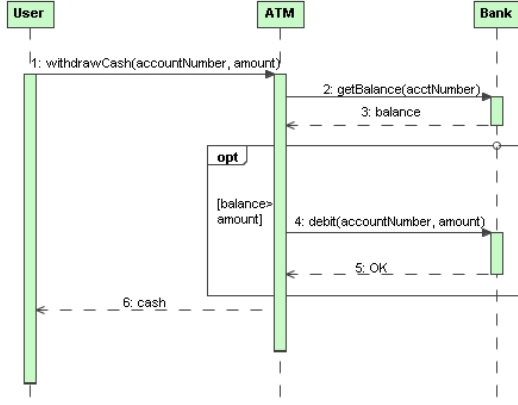 User
ATM
Bank
1: withdrawCash(accountNumber, amount)
2: getBalance(acctNumber)
3: balance
opt
[balance>
amount]
4: debit(accountNumber, amount)
5: OK
6: cash